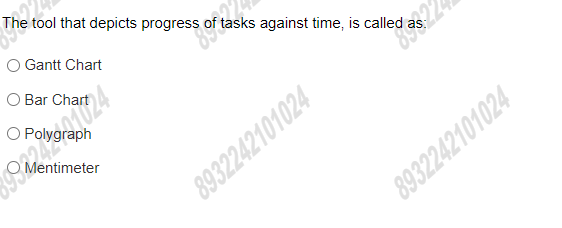 The tool that depicts progress of tasks against time, is called as:
Gantt Chart
Bar Chart
Polygraph
Mentimeter
8932242101024
8932242101024